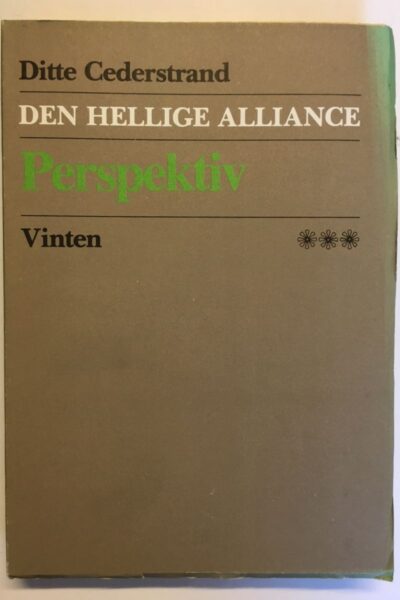 Ditte Cederstrand
DEN HELLIGE ALLIANCE
Perspektiv
Vinten